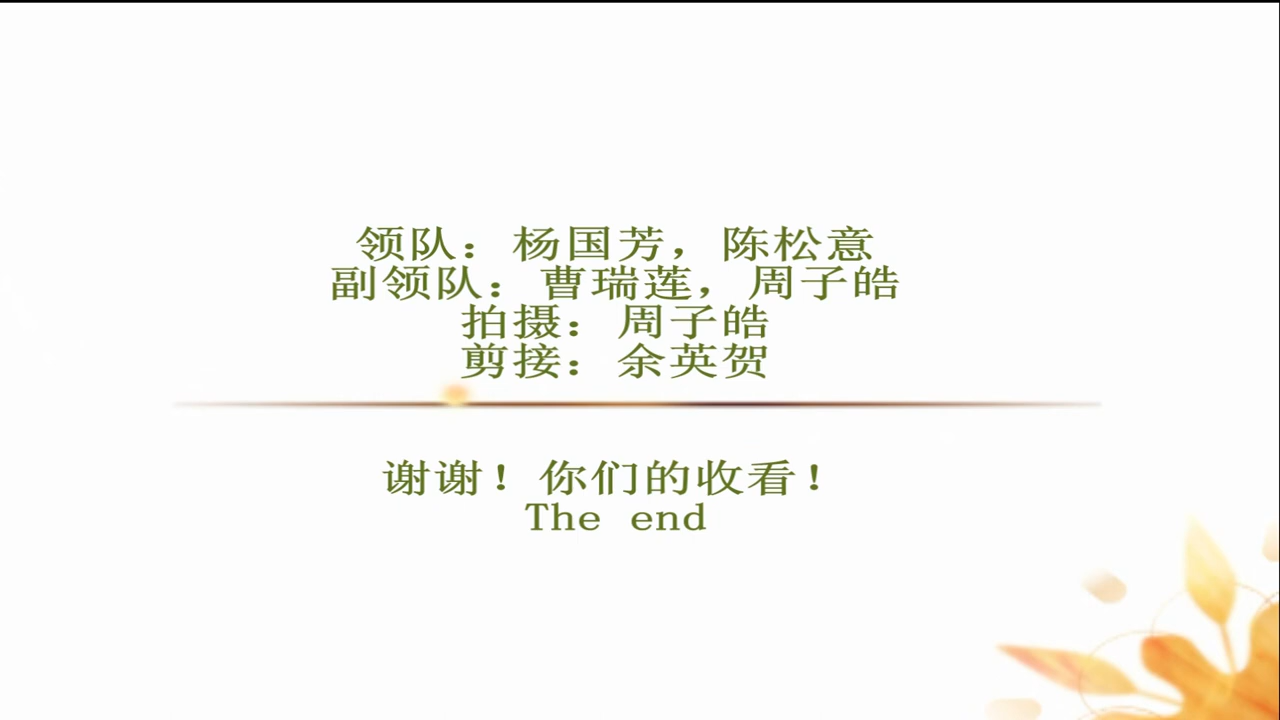 领队：杨国芳，陈松意
副领队：曹瑞莲，周子皓
拍摄：周子皓
剪接：余英贺
谢谢！你们的收看！
The end